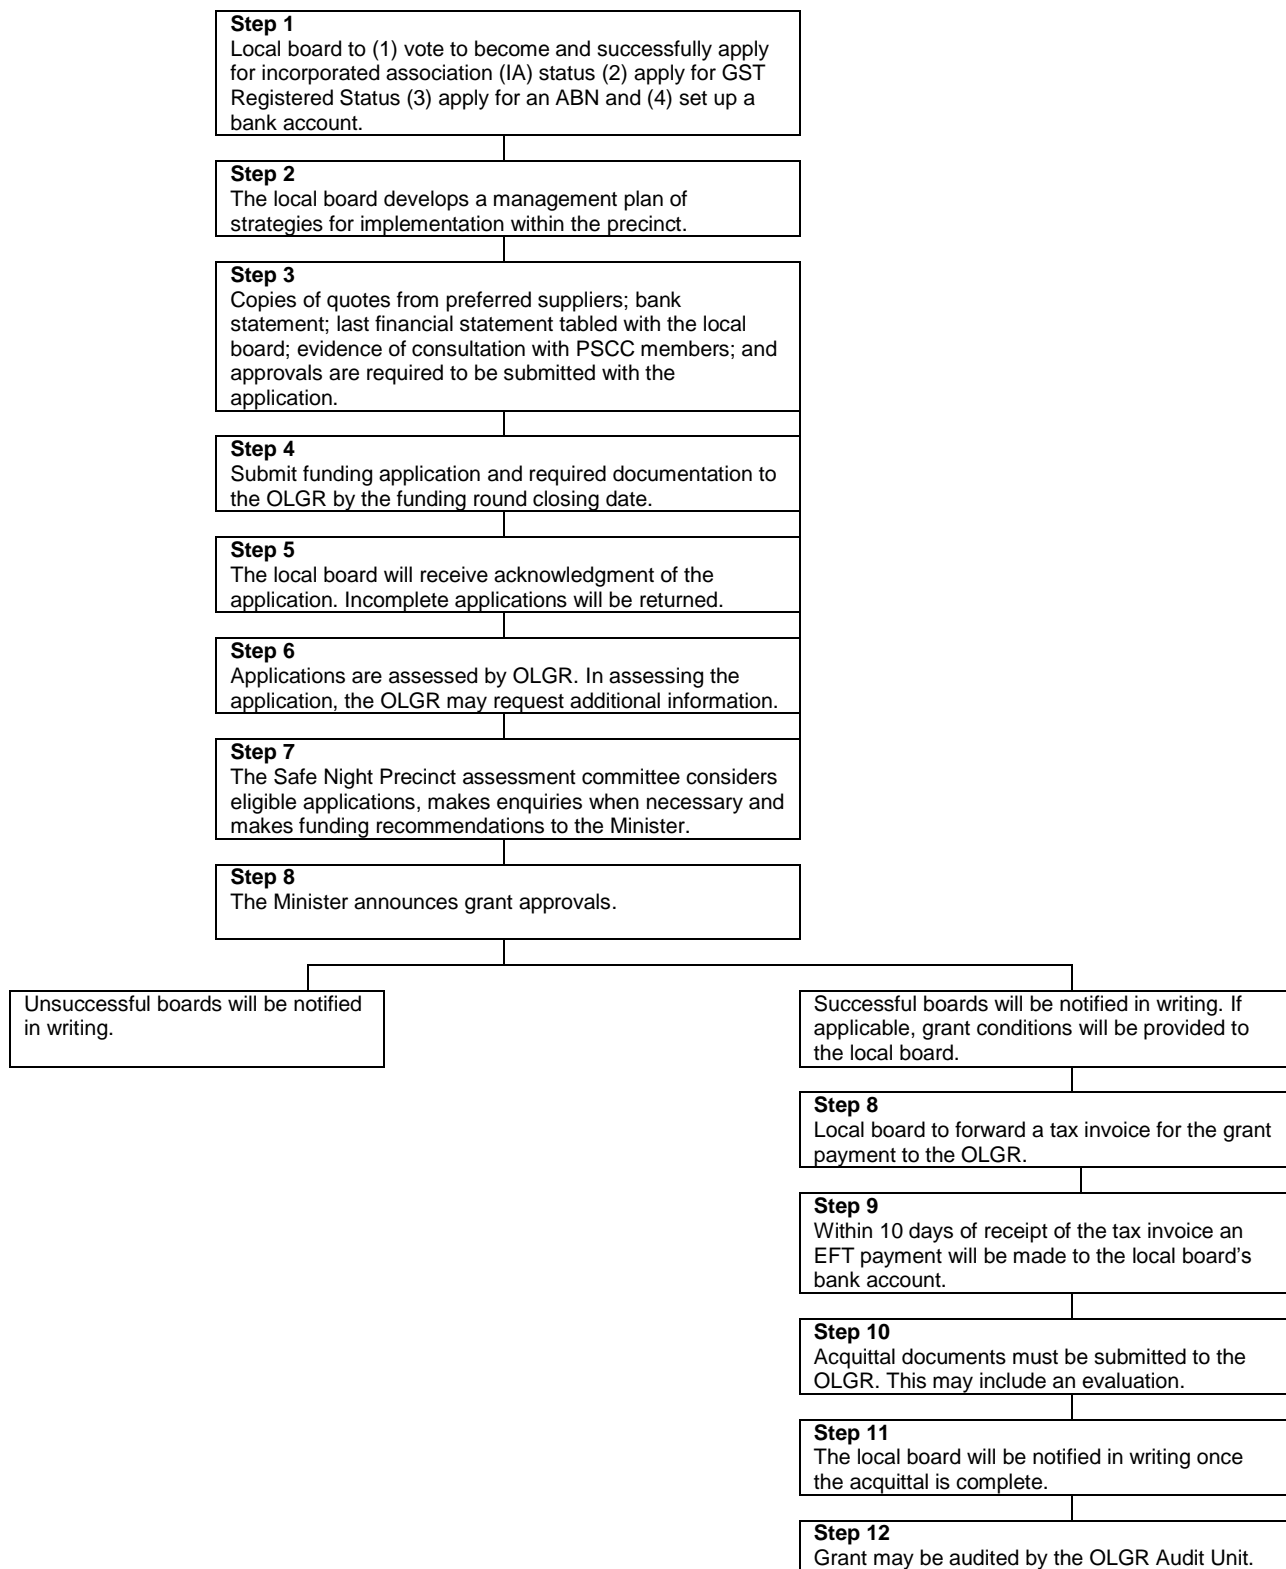 Step 1
Local board to (1) vote to become and successfully apply
for incorporated association (IA) status (2) apply for GST
Registered Status (3) apply for an ABN and (4) set up a
bank account.
Step 2
The local board develops a management plan of
strategies for implementation within the precinct.
Step 3
Copies of quotes from preferred suppliers; bank
statement; last financial statement tabled with the local
board; evidence of consultation with PSCC members; and
approvals are required to be submitted with the
application.
Step 4
Submit funding application and required documentation to
the OLGR by the funding round closing date.
Step 5
The local board will receive acknowledgment of the
application. Incomplete applications will be returned.
Step 6
Applications are assessed by OLGR. In assessing the
application, the OLGR may request additional information.
Step 7
The Safe Night Precinct assessment committee considers
eligible applications, makes enquiries when necessary and
makes funding recommendations to the Minister.
Step 8
The Minister announces grant approvals.
Unsuccessful boards will be notified
in writing.
Successful boards will be notified in writing. If
applicable, grant conditions will be provided to
the local board.
Step 8
Local board to forward a tax invoice for the grant
payment to the OLGR.
Step 9
Within 10 days of receipt of the tax invoice an
EFT payment will be made to the local board's
bank account.
Step 10
Acquittal documents must be submitted to the
OLGR. This may include an evaluation.
Step 11
The local board will be notified in writing once
the acquittal is complete.
Step 12
Grant may be audited by the OLGR Audit Unit.